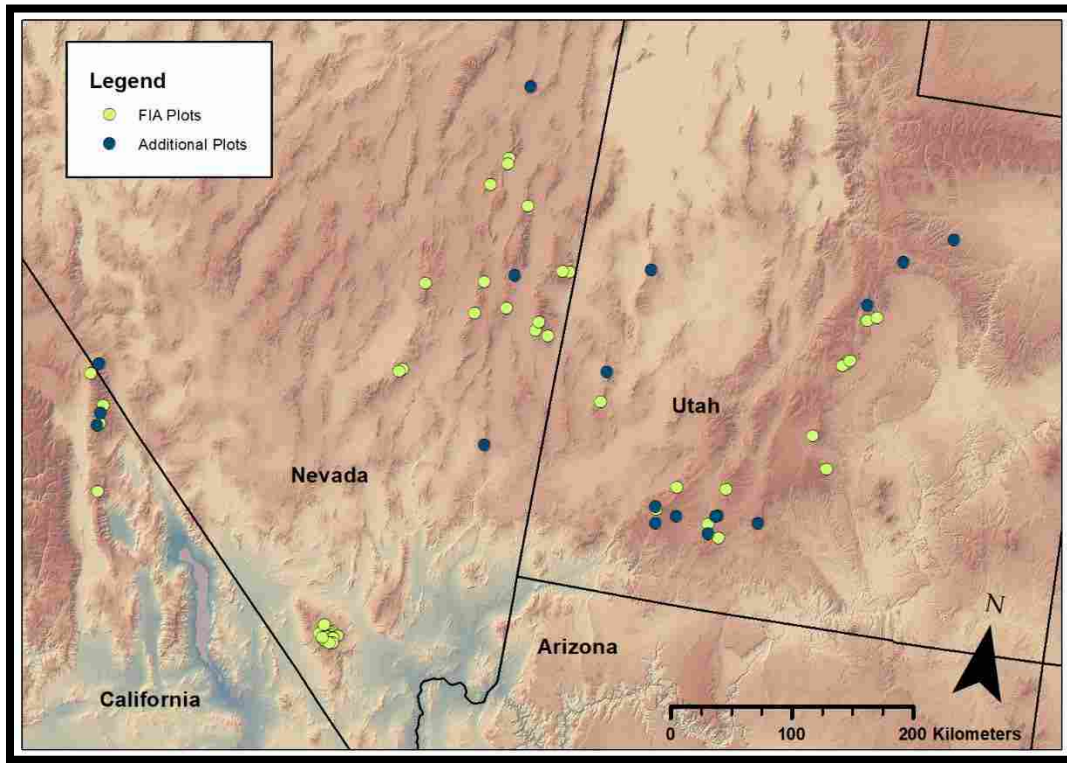 Legend
FIA Plots
Additional Plots
Utah
Nevada
Arizona
California
N
0 100 200 Kilometers